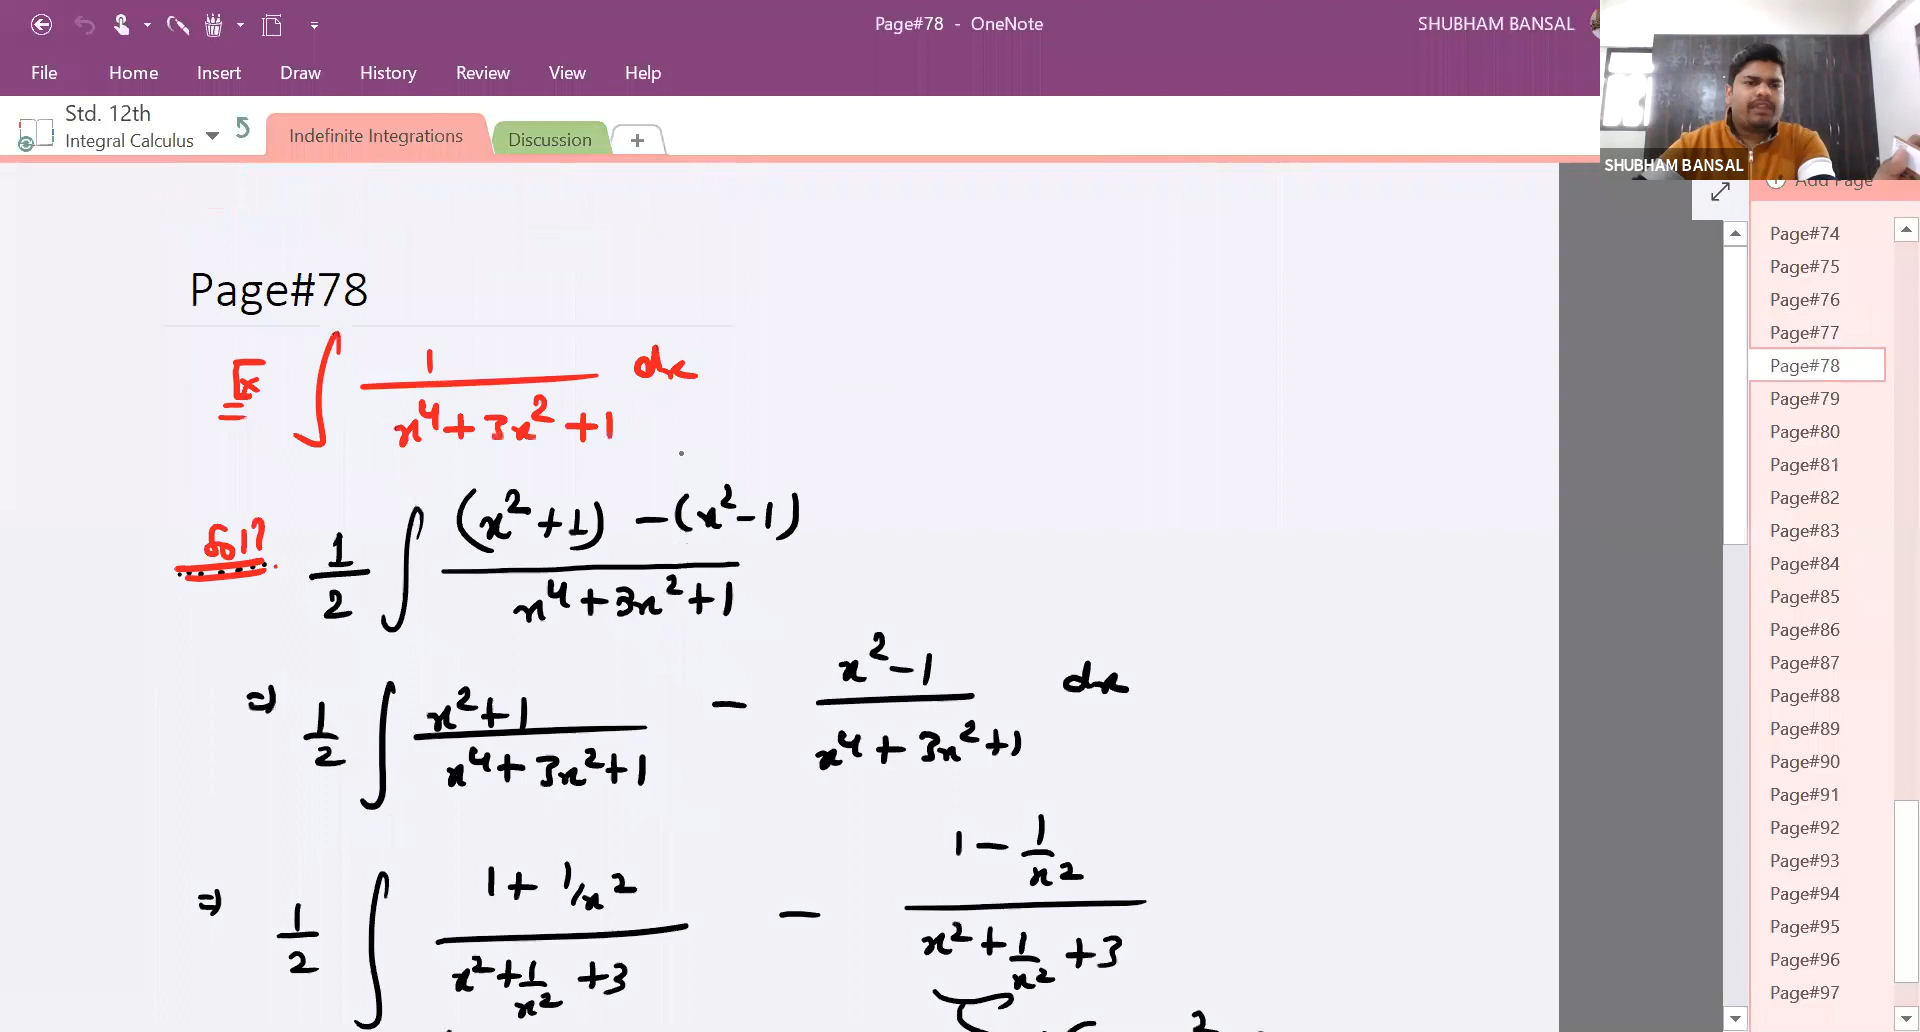 Page#78 - OneNote
SHUBHAM BANSAL
File Home Insert Draw History Review View Help
Std. 12th
Integral Calculus
Indefinite Integrations
Discussion
+
SHUBHAM BANSAL
Add Page
Page#74
Page#75
Page#76
Page#77
Page#78
Page#79
Page#80
Page#81
Page#82
Page#83
Page#84
Page#85
Page#86
Page#87
Page#88
Page#89
Page#90
Page#91
Page#92
Page#93
Page#94
Page#95
Page#96
Page#97
Page#78
Ex ∫ 1/(x⁴+3x²+1) dx
Solⁿ 1/2 ∫ ((x²+1) −(x²−1))/(x⁴+3x²+1)
⇒ 1/2 ∫ (x²+1)/(x⁴+3x²+1) − (x²−1)/(x⁴+3x²+1) dx
⇒ 1/2 ∫ (1+1/x²)/(x²+1/x²+3) − (1−1/x²)/(x²+1/x²+3)